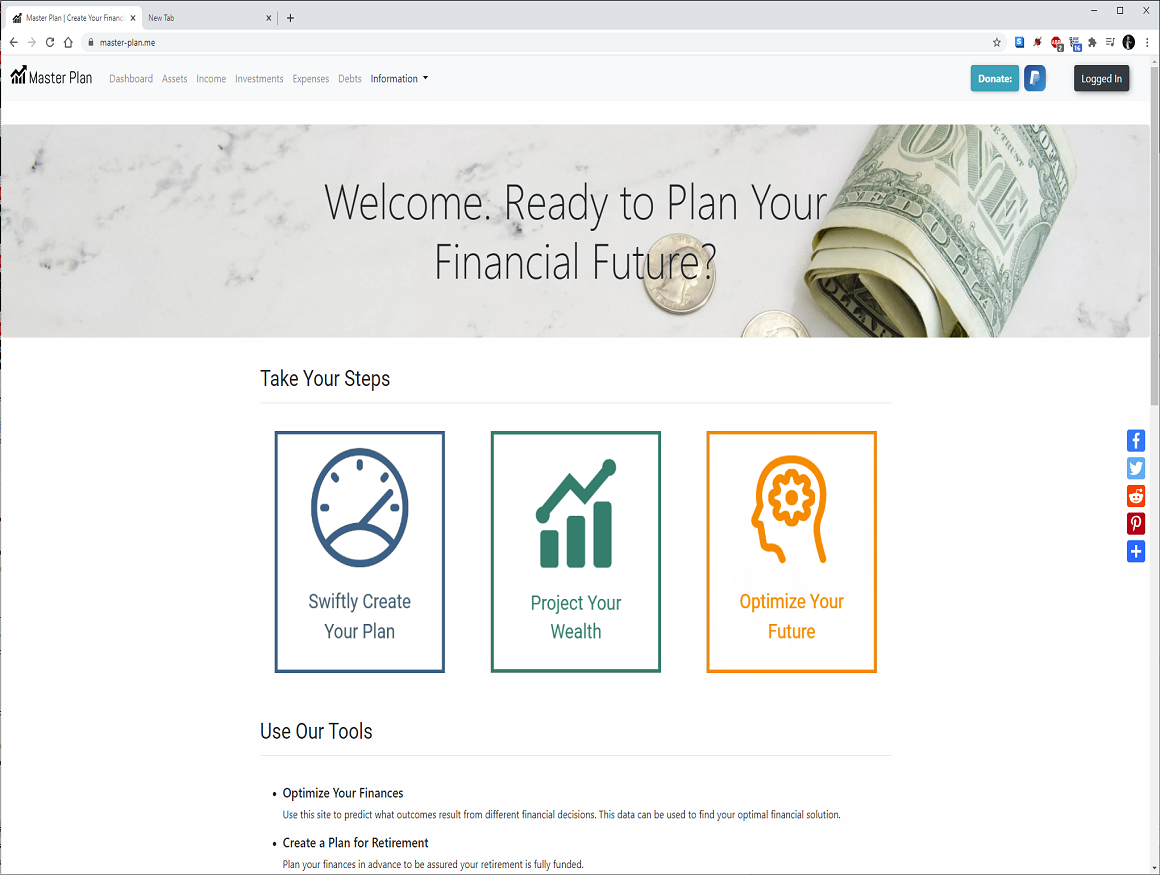 Master Plan | Create Your Financ
New Tab
master-plan.me
Master Plan Dashboard Assets Income Investments Expenses Debts Information Donate: Logged In
Welcome. Ready to Plan Your
Financial Future?
Take Your Steps
Swiftly Create
Your Plan
Project Your
Wealth
Optimize Your
Future
Use Our Tools
• Optimize Your Finances
Use this site to predict what outcomes result from different financial decisions. This data can be used to find your optimal financial solution.
• Create a Plan for Retirement
Plan your finances in advance to be assured your retirement is fully funded.